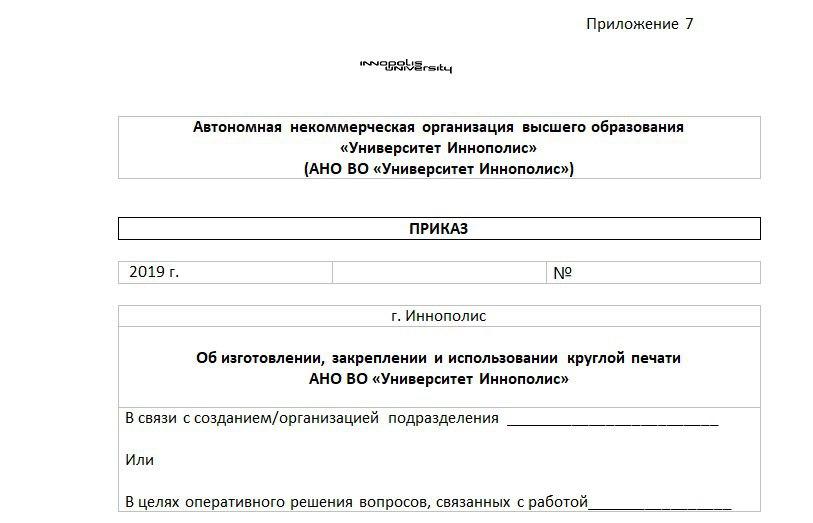 Приложение 7
INNOPOLIS
UNIVERSITY
Автономная некоммерческая организация высшего образования
«Университет Иннополис»
(АНО ВО «Университет Иннополис»)
ПРИКАЗ
2019 г. №
г. Иннополис
Об изготовлении, закреплении и использовании круглой печати
АНО ВО «Университет Иннополис»
В связи с созданием/организацией подразделения __________________________
Или
В целях оперативного решения вопросов, связанных с работой__________________